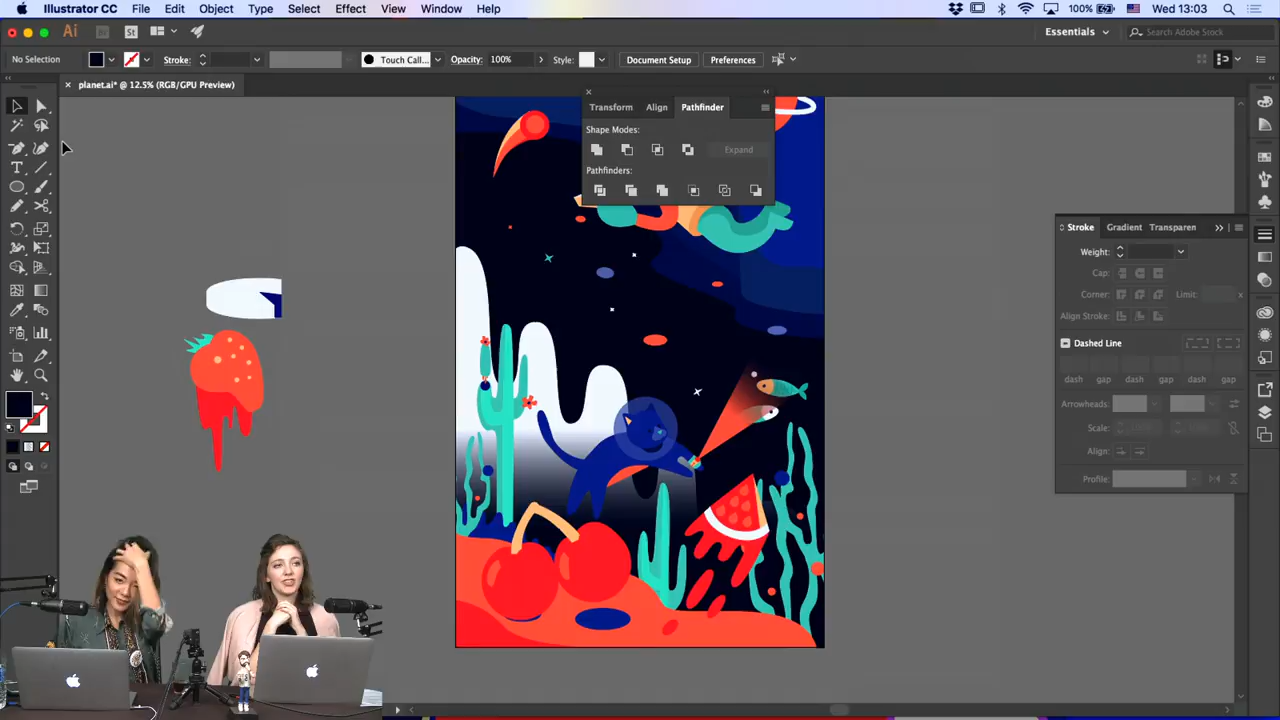 Illustrator CC File Edit Object Type Select Effect View Window Help 100% Wed 13:03
Ai Br St Essentials Search Adobe Stock
No Selection Stroke: Touch Call... Opacity: 100% Style: Document Setup Preferences
× planet.ai* @ 12.5% (RGB/GPU Preview)
Transform Align Pathfinder
Shape Modes:
Expand
Pathfinders:
Stroke Gradient Transparen
Weight:
Cap:
Corner: Limit: x
Align Stroke:
Dashed Line
dash gap dash gap dash gap
Arrowheads:
Scale:
Align:
Profile: